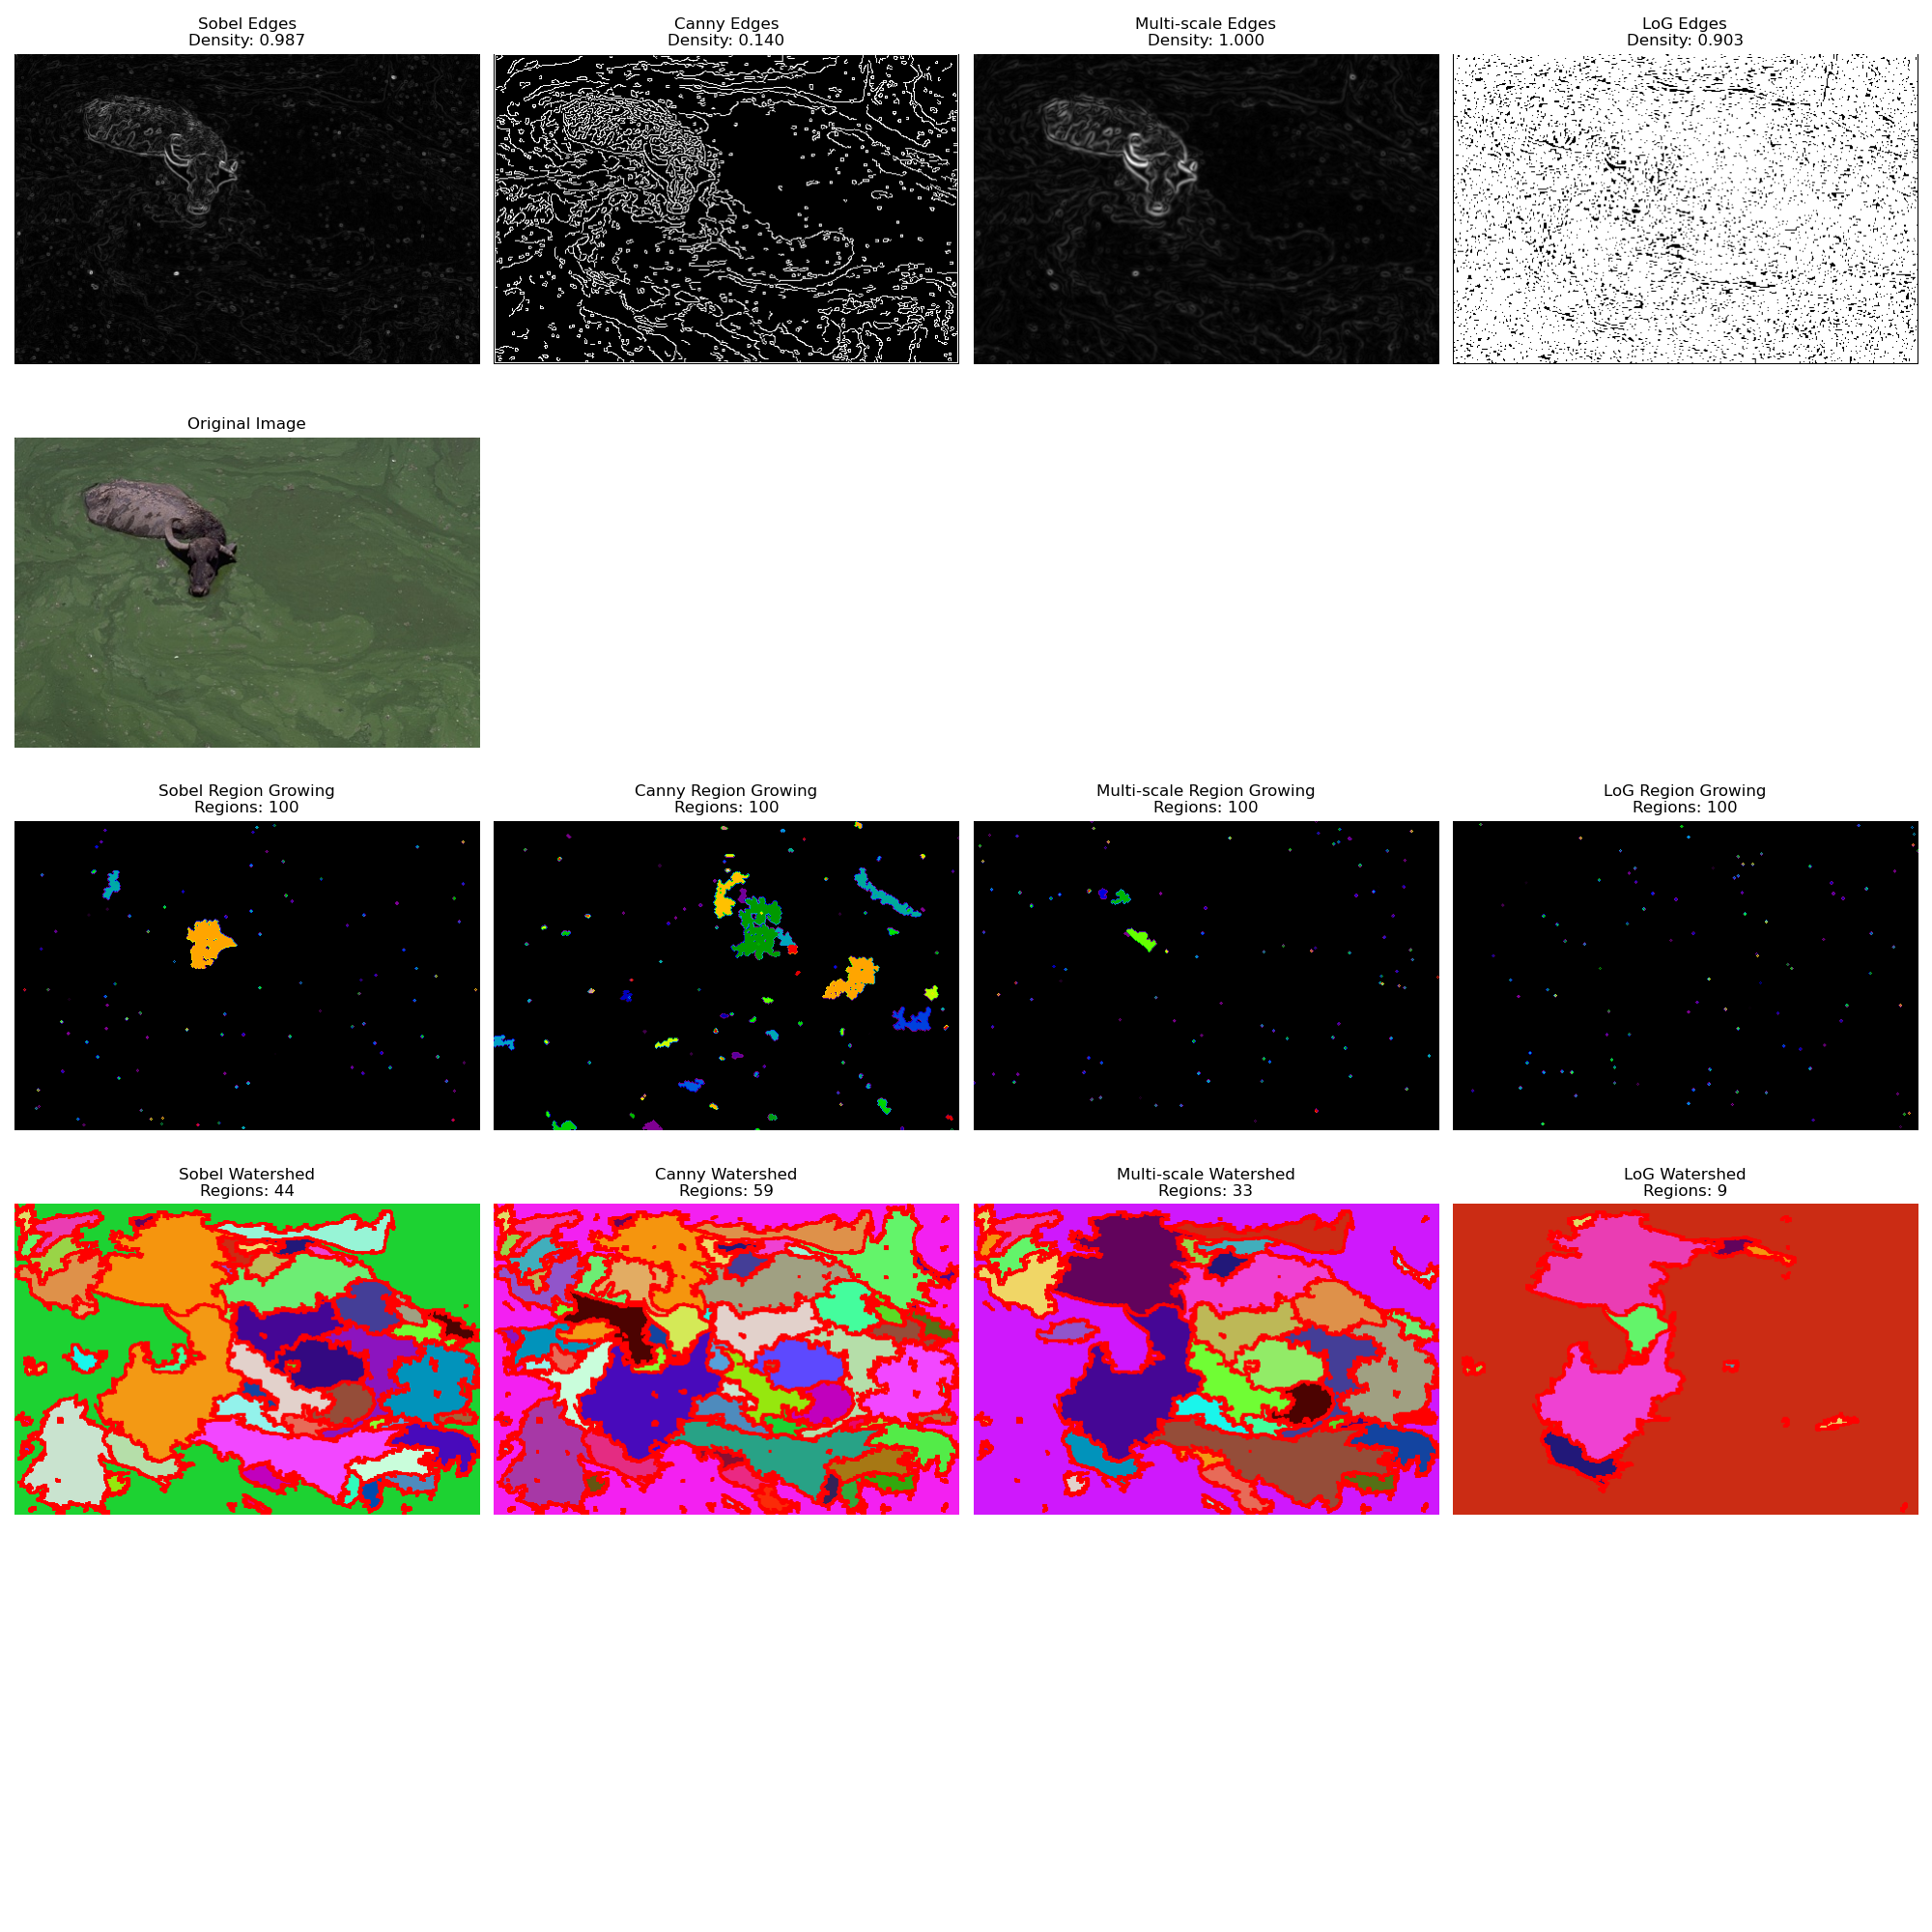 Sobel Edges
Density: 0.987
Canny Edges
Density: 0.140
Multi-scale Edges
Density: 1.000
LoG Edges
Density: 0.903
Original Image
Sobel Region Growing
Regions: 100
Canny Region Growing
Regions: 100
Multi-scale Region Growing
Regions: 100
LoG Region Growing
Regions: 100
Sobel Watershed
Regions: 44
Canny Watershed
Regions: 59
Multi-scale Watershed
Regions: 33
LoG Watershed
Regions: 9